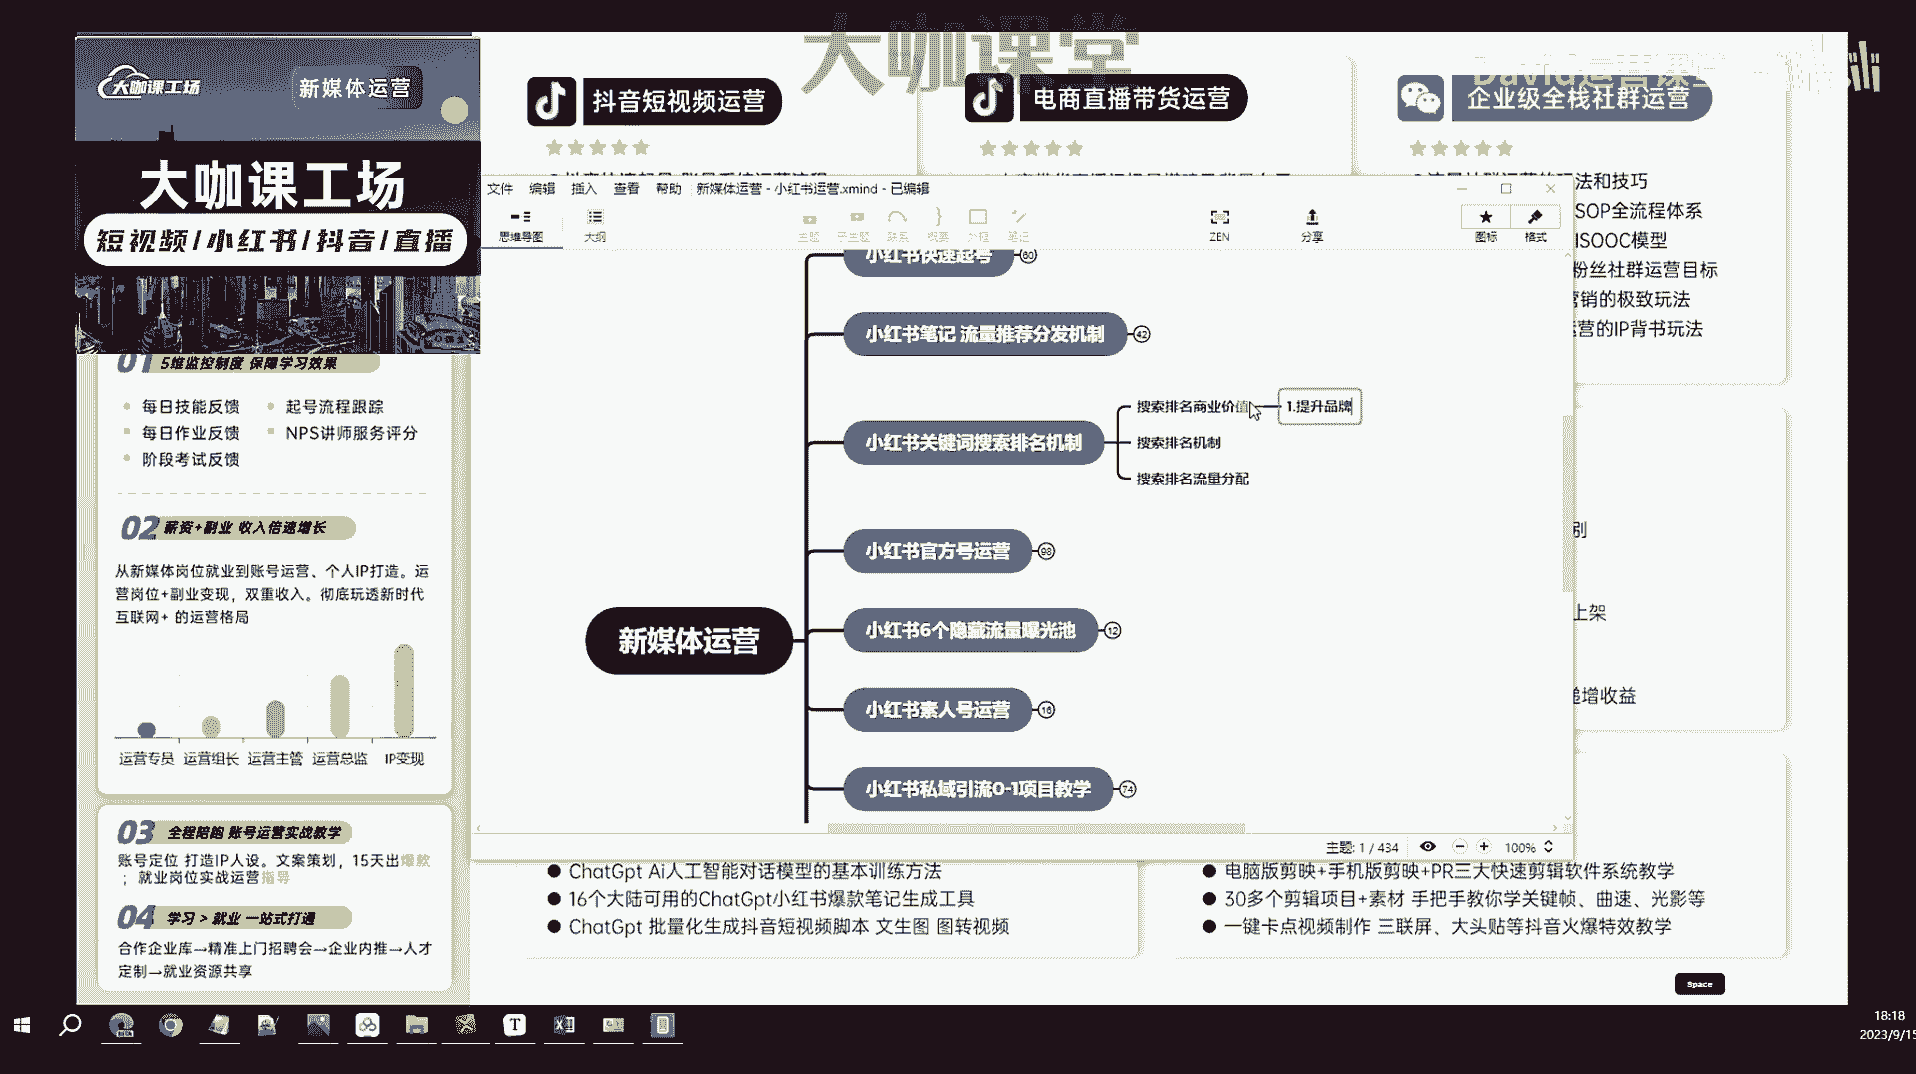 大咖课堂
大咖课工场
新媒体运营
大咖课工场
短视频/小红书/抖音/直播
抖音短视频运营
电商直播带货运营
企业级全栈社群运营
法和技巧
SOP全流程体系
ISOOC模型
粉丝社群运营目标
营销的极致玩法
运营的IP背书玩法
别
上架
递增收益
文件 编辑 插入 查看 帮助 新媒体运营 - 小红书运营.xmind - 已编辑
思维导图 大纲 主题 子主题 联系 概要 外框 笔记 ZEN 分享 图标 格式
小红书快速起号 60
小红书笔记 流量推荐分发机制 42
小红书关键词搜索排名机制
搜索排名商业价值
1.提升品牌
搜索排名机制
搜索排名流量分配
小红书官方号运营 98
小红书6个隐藏流量曝光池 12
小红书素人号运营 16
小红书私域引流0-1项目教学 74
新媒体运营
主题: 1 / 434 100%
01 5维监控制度 保障学习效果
每日技能反馈 起号流程跟踪
每日作业反馈 NPS讲师服务评分
阶段考试反馈
02 薪资+副业 收入倍速增长
从新媒体岗位就业到账号运营、个人IP打造。运
营岗位+副业变现，双重收入。彻底玩透新时代
互联网+ 的运营格局
运营专员 运营组长 运营主管 运营总监 IP变现
03 全程陪跑 账号运营实战教学
账号定位 打造IP人设。文案策划，15天出爆款
；就业岗位实战运营指导
04 学习 > 就业 一站式打通
合作企业库→精准上门招聘会→企业内推→人才
定制→就业资源共享
ChatGpt Ai人工智能对话模型的基本训练方法
16个大陆可用的ChatGpt小红书爆款笔记生成工具
ChatGpt 批量化生成抖音短视频脚本 文生图 图转视频
电脑版剪映+手机版剪映+PR三大快速剪辑软件系统教学
30多个剪辑项目+素材 手把手教你学关键帧、曲速、光影等
一键卡点视频制作 三联屏、大头贴等抖音火爆特效教学
Space
18:18
2023/9/15